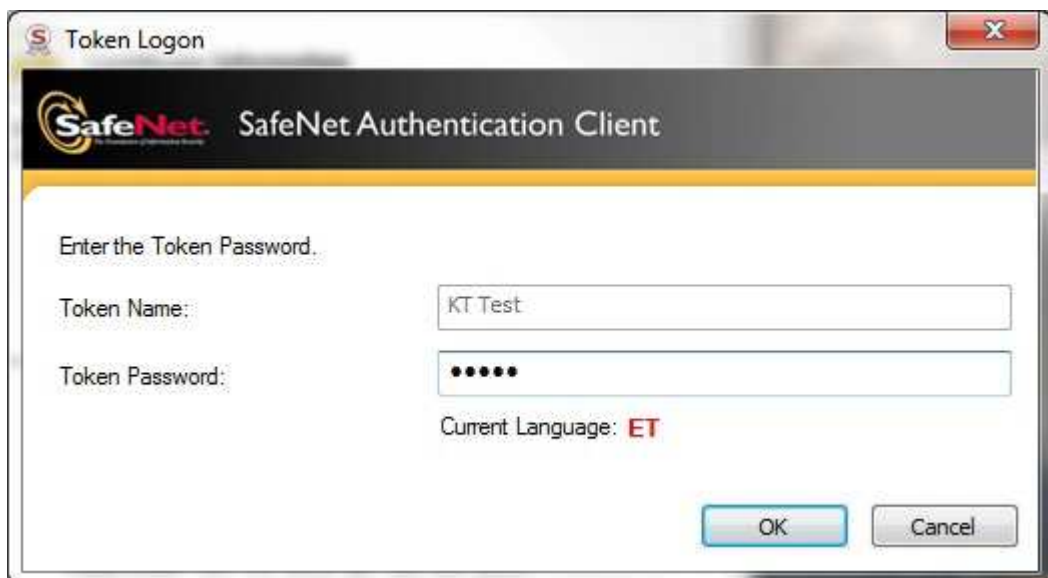 Token Logon
SafeNet. SafeNet Authentication Client
Enter the Token Password.
Token Name: KT Test
Token Password: •••••
Current Language: ET
OK Cancel